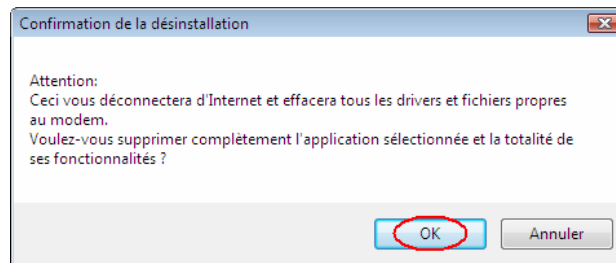 Confirmation de la désinstallation
Attention:
Ceci vous déconnectera d'Internet et effacera tous les drivers et fichiers propres
au modem.
Voulez-vous supprimer complètement l'application sélectionnée et la totalité de
ses fonctionnalités ?
OK
Annuler